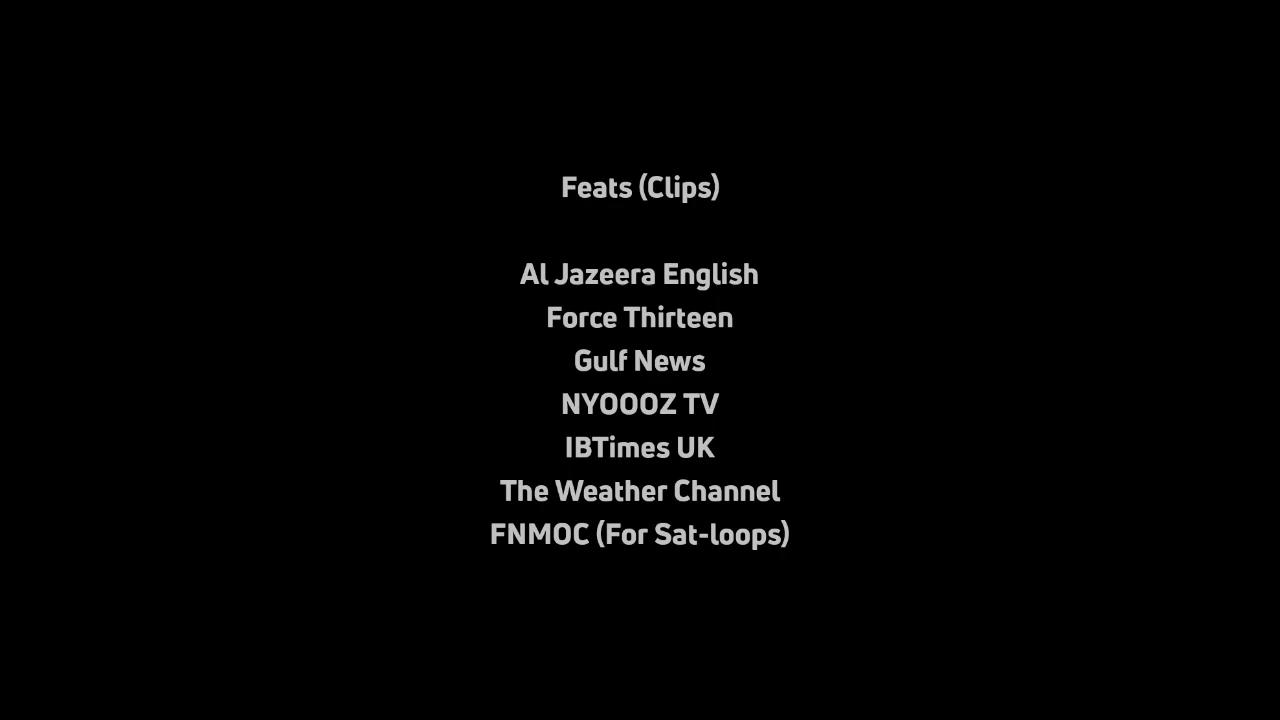 Feats (Clips)
Al Jazeera English
Force Thirteen
Gulf News
NYOOOZ TV
IBTimes UK
The Weather Channel
FNMOC (For Sat-loops)